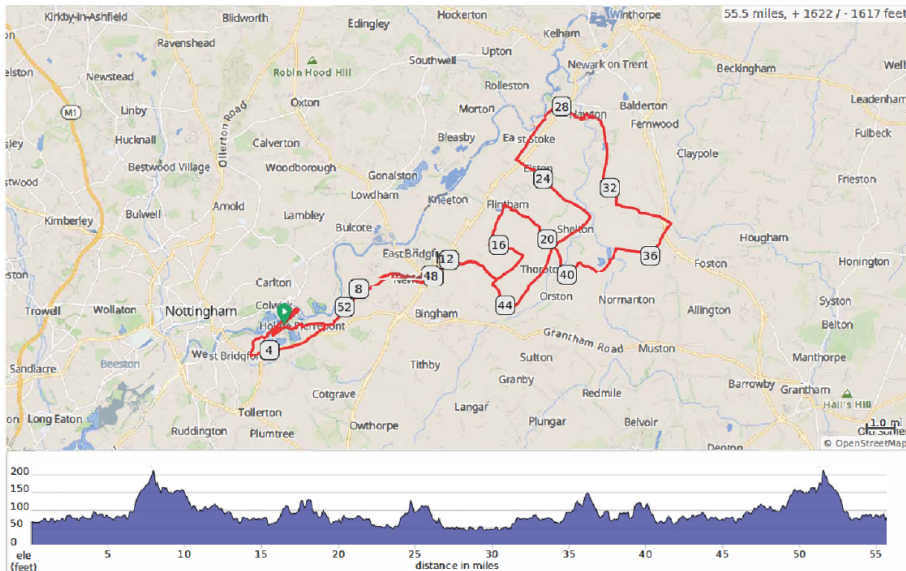 Kirkby-in-Ashfield
Blidworth
Edingley
Hockerton
Kelham
Winthorpe
55.5 miles, + 1622 / - 1617 feet
Ravenshead
Upton
Southwell
Newark on Trent
Beckingham
Newstead
Robin Hood Hill
Rolleston
Leadenham
M1
Linby
Oxton
Morton
28
Hawton
Balderton
Fernwood
Hucknall
Ollerton Road
Calverton
Bleasby
East Stoke
Fulbeck
Bestwood Village
Woodborough
Gonalston
Elston
24
Claypole
Frieston
Lowdham
Kneeton
32
Kimberley
Bulwell
Arnold
Lambley
Flintham
Bulcote
Shelton
16
20
Hougham
East Bridgford
12
36
Foston
Honington
Carlton
8
48
40
Trowell
Wollaton
Nottingham
Colwick
52
44
Orston
Normanton
Allington
Syston
Holme Pierrepont
Bingham
Belton
Beeston
West Bridgford
4
Grantham Road
Muston
Manthorpe
Sandiacre
Tithby
Sutton
Granby
Barrowby
Grantham
Cotgrave
Redmile
Hall's Hill
Long Eaton
Tollerton
Langar
Ruddington
Plumtree
Owthorpe
Plungar
Belvoir
1.0 mi
Denton
© OpenStreetMap
200
150
100
50
0
ele
(feet)
5
10
15
20
25
30
35
40
45
50
55
distance in miles